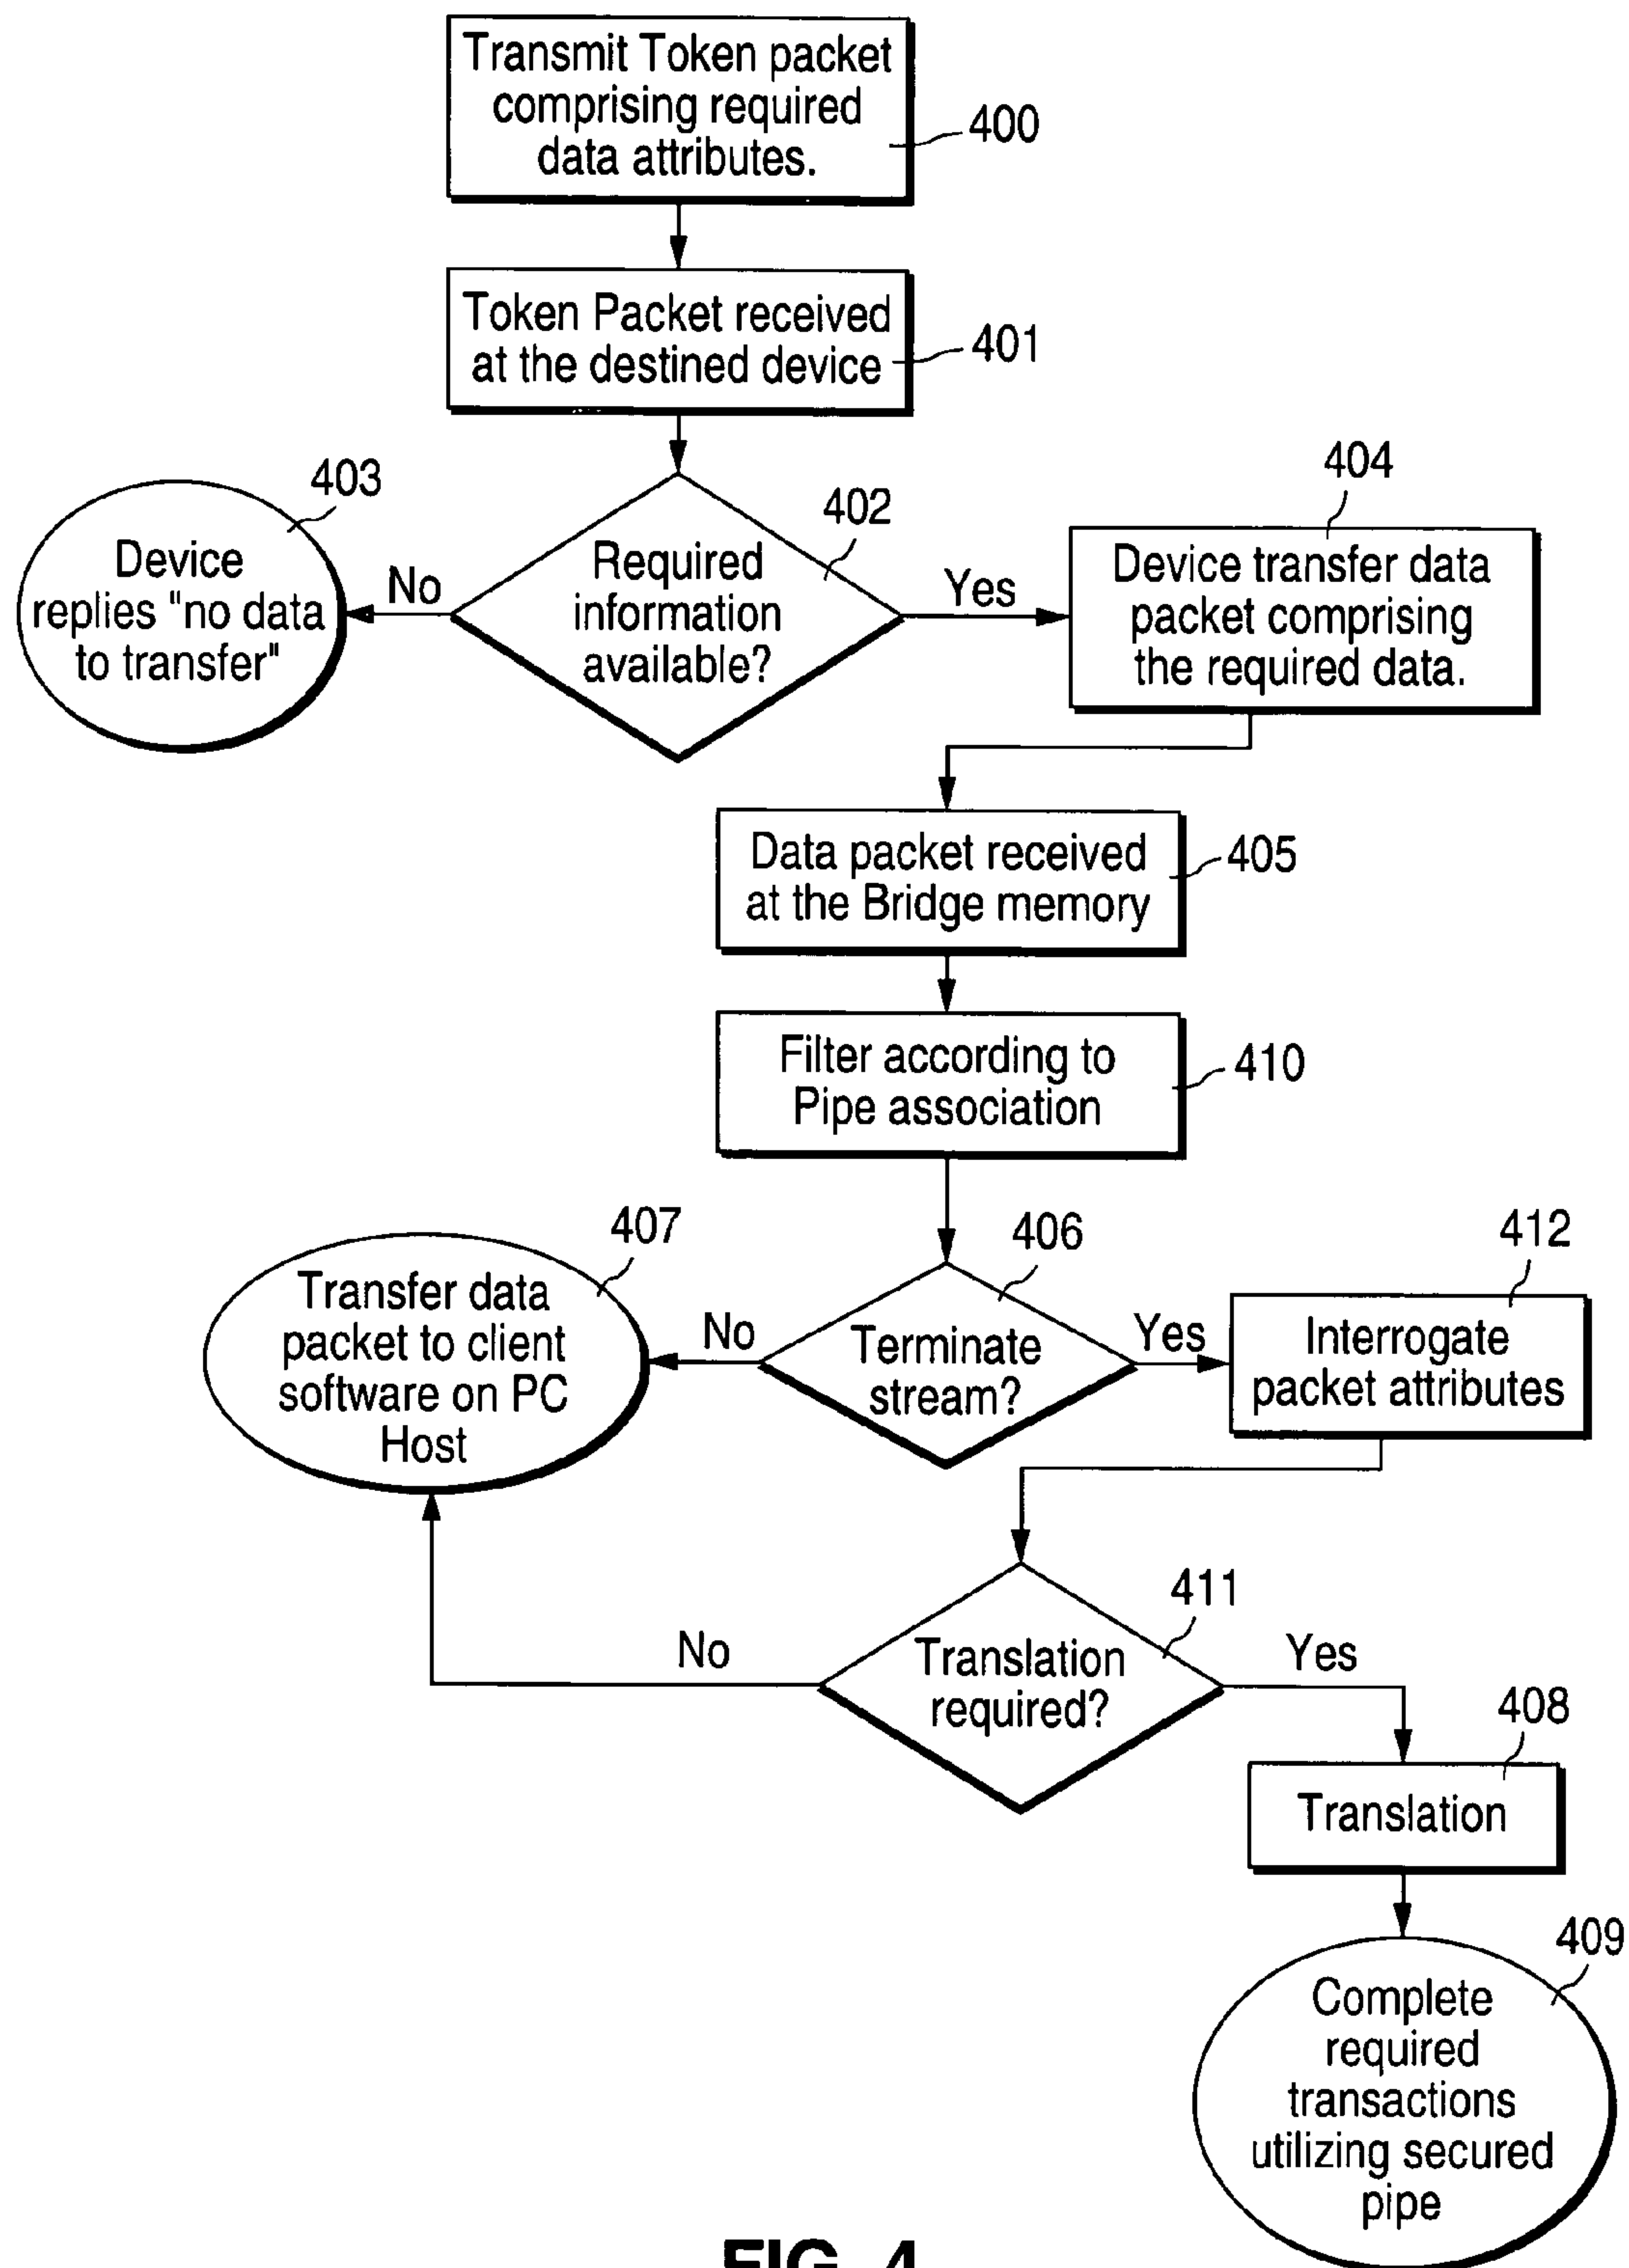 Transmit Token packet
comprising required
data attributes.
400
Token Packet received
at the destined device
401
403
Device
replies "no data
to transfer"
No
402
Required
information
available?
Yes
404
Device transfer data
packet comprising
the required data.
Data packet received
at the Bridge memory
405
Filter according to
Pipe association
410
407
Transfer data
packet to client
software on PC
Host
No
406
Terminate
stream?
Yes
412
Interrogate
packet attributes
No
411
Translation
required?
Yes
408
Translation
409
Complete
required
transactions
utilizing secured
pipe
FIG. 4